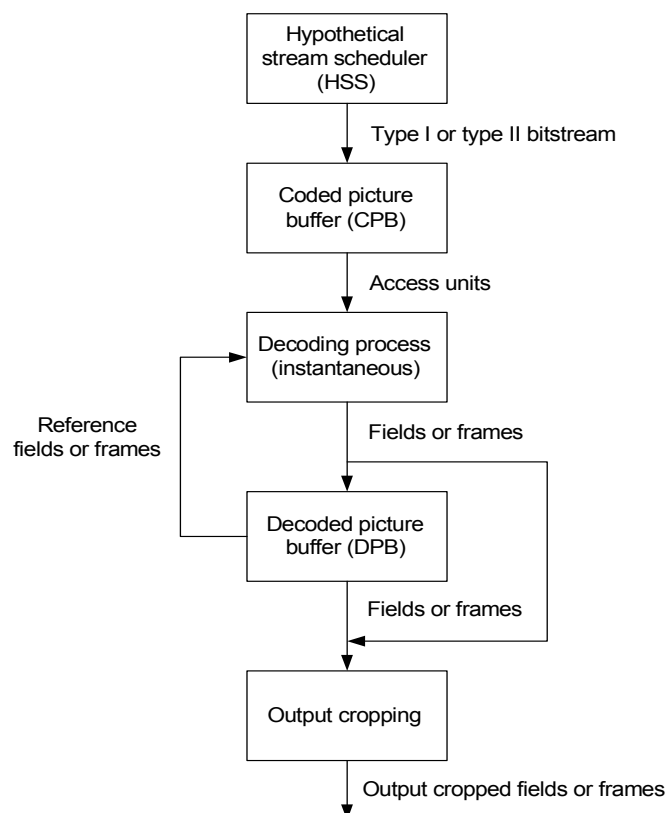 Hypothetical
stream scheduler
(HSS)
Type I or type II bitstream
Coded picture
buffer (CPB)
Access units
Decoding process
(instantaneous)
Reference
fields or frames
Fields or frames
Decoded picture
buffer (DPB)
Fields or frames
Output cropping
Output cropped fields or frames